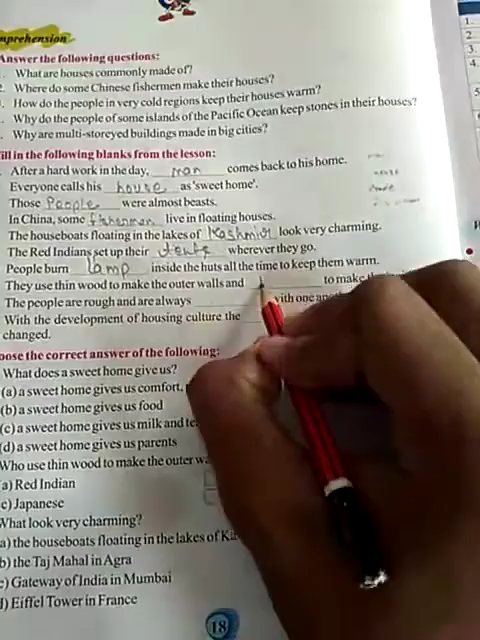 mprehension
Answer the following questions:
What are houses commonly made of?
2. Where do some Chinese fishermen make their houses?
How do the people in very cold regions keep their houses warm?
Why do the people of some islands of the Pacific Ocean keep stones in their houses?
Why are multi-storeyed buildings made in big cities?
ill in the following blanks from the lesson:
After a hard work in the day, man comes back to his home.
Everyone calls his house as 'sweet home'.
Those People were almost beasts.
In China, some fisherman live in floating houses.
The houseboats floating in the lakes of Kashmir look very charming.
The Red Indians set up their tents wherever they go.
People burn lamp inside the huts all the time to keep them warm.
They use thin wood to make the outer walls and to make
The people are rough and are always with one
With the development of housing culture the
changed.
oose the correct answer of the following:
What does a sweet home give us?
(a) a sweet home gives us comfort,
(b) a sweet home gives us food
(c) a sweet home gives us milk and te
(d) a sweet home gives us parents
Who use thin wood to make the outer wa
a) Red Indian
c) Japanese
What look very charming?
a) the houseboats floating in the lakes of Ka
b) the Taj Mahal in Agra
c) Gateway of India in Mumbai
d) Eiffel Tower in France
18
1.
2.
3.
4.